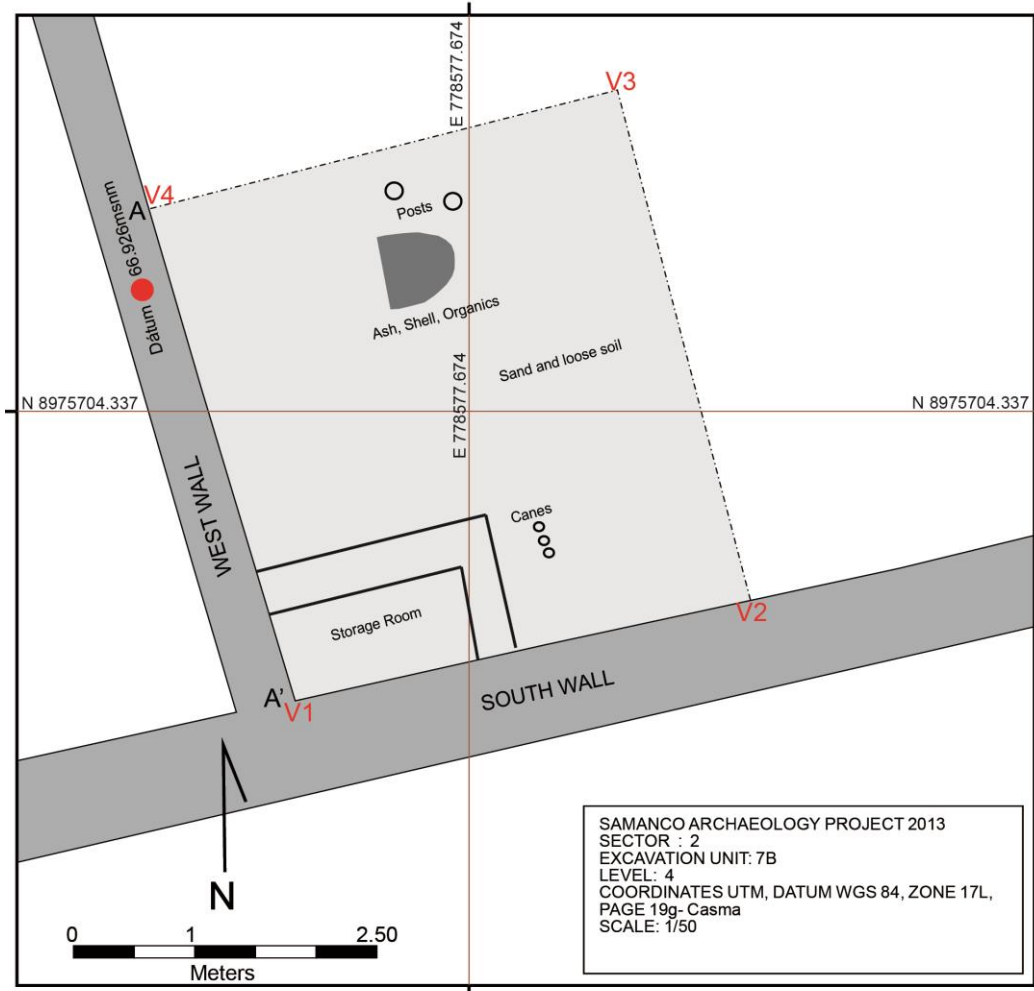 E 778577.674
V3
V4
A
Posts
Dátum 66.926msnm
Ash, Shell, Organics
Sand and loose soil
E 778577.674
N 8975704.337
N 8975704.337
WEST WALL
Canes
Storage Room
V2
A'
V1
SOUTH WALL
N
0 1 2.50
Meters
SAMANCO ARCHAEOLOGY PROJECT 2013
SECTOR : 2
EXCAVATION UNIT: 7B
LEVEL: 4
COORDINATES UTM, DATUM WGS 84, ZONE 17L,
PAGE 19g- Casma
SCALE: 1/50